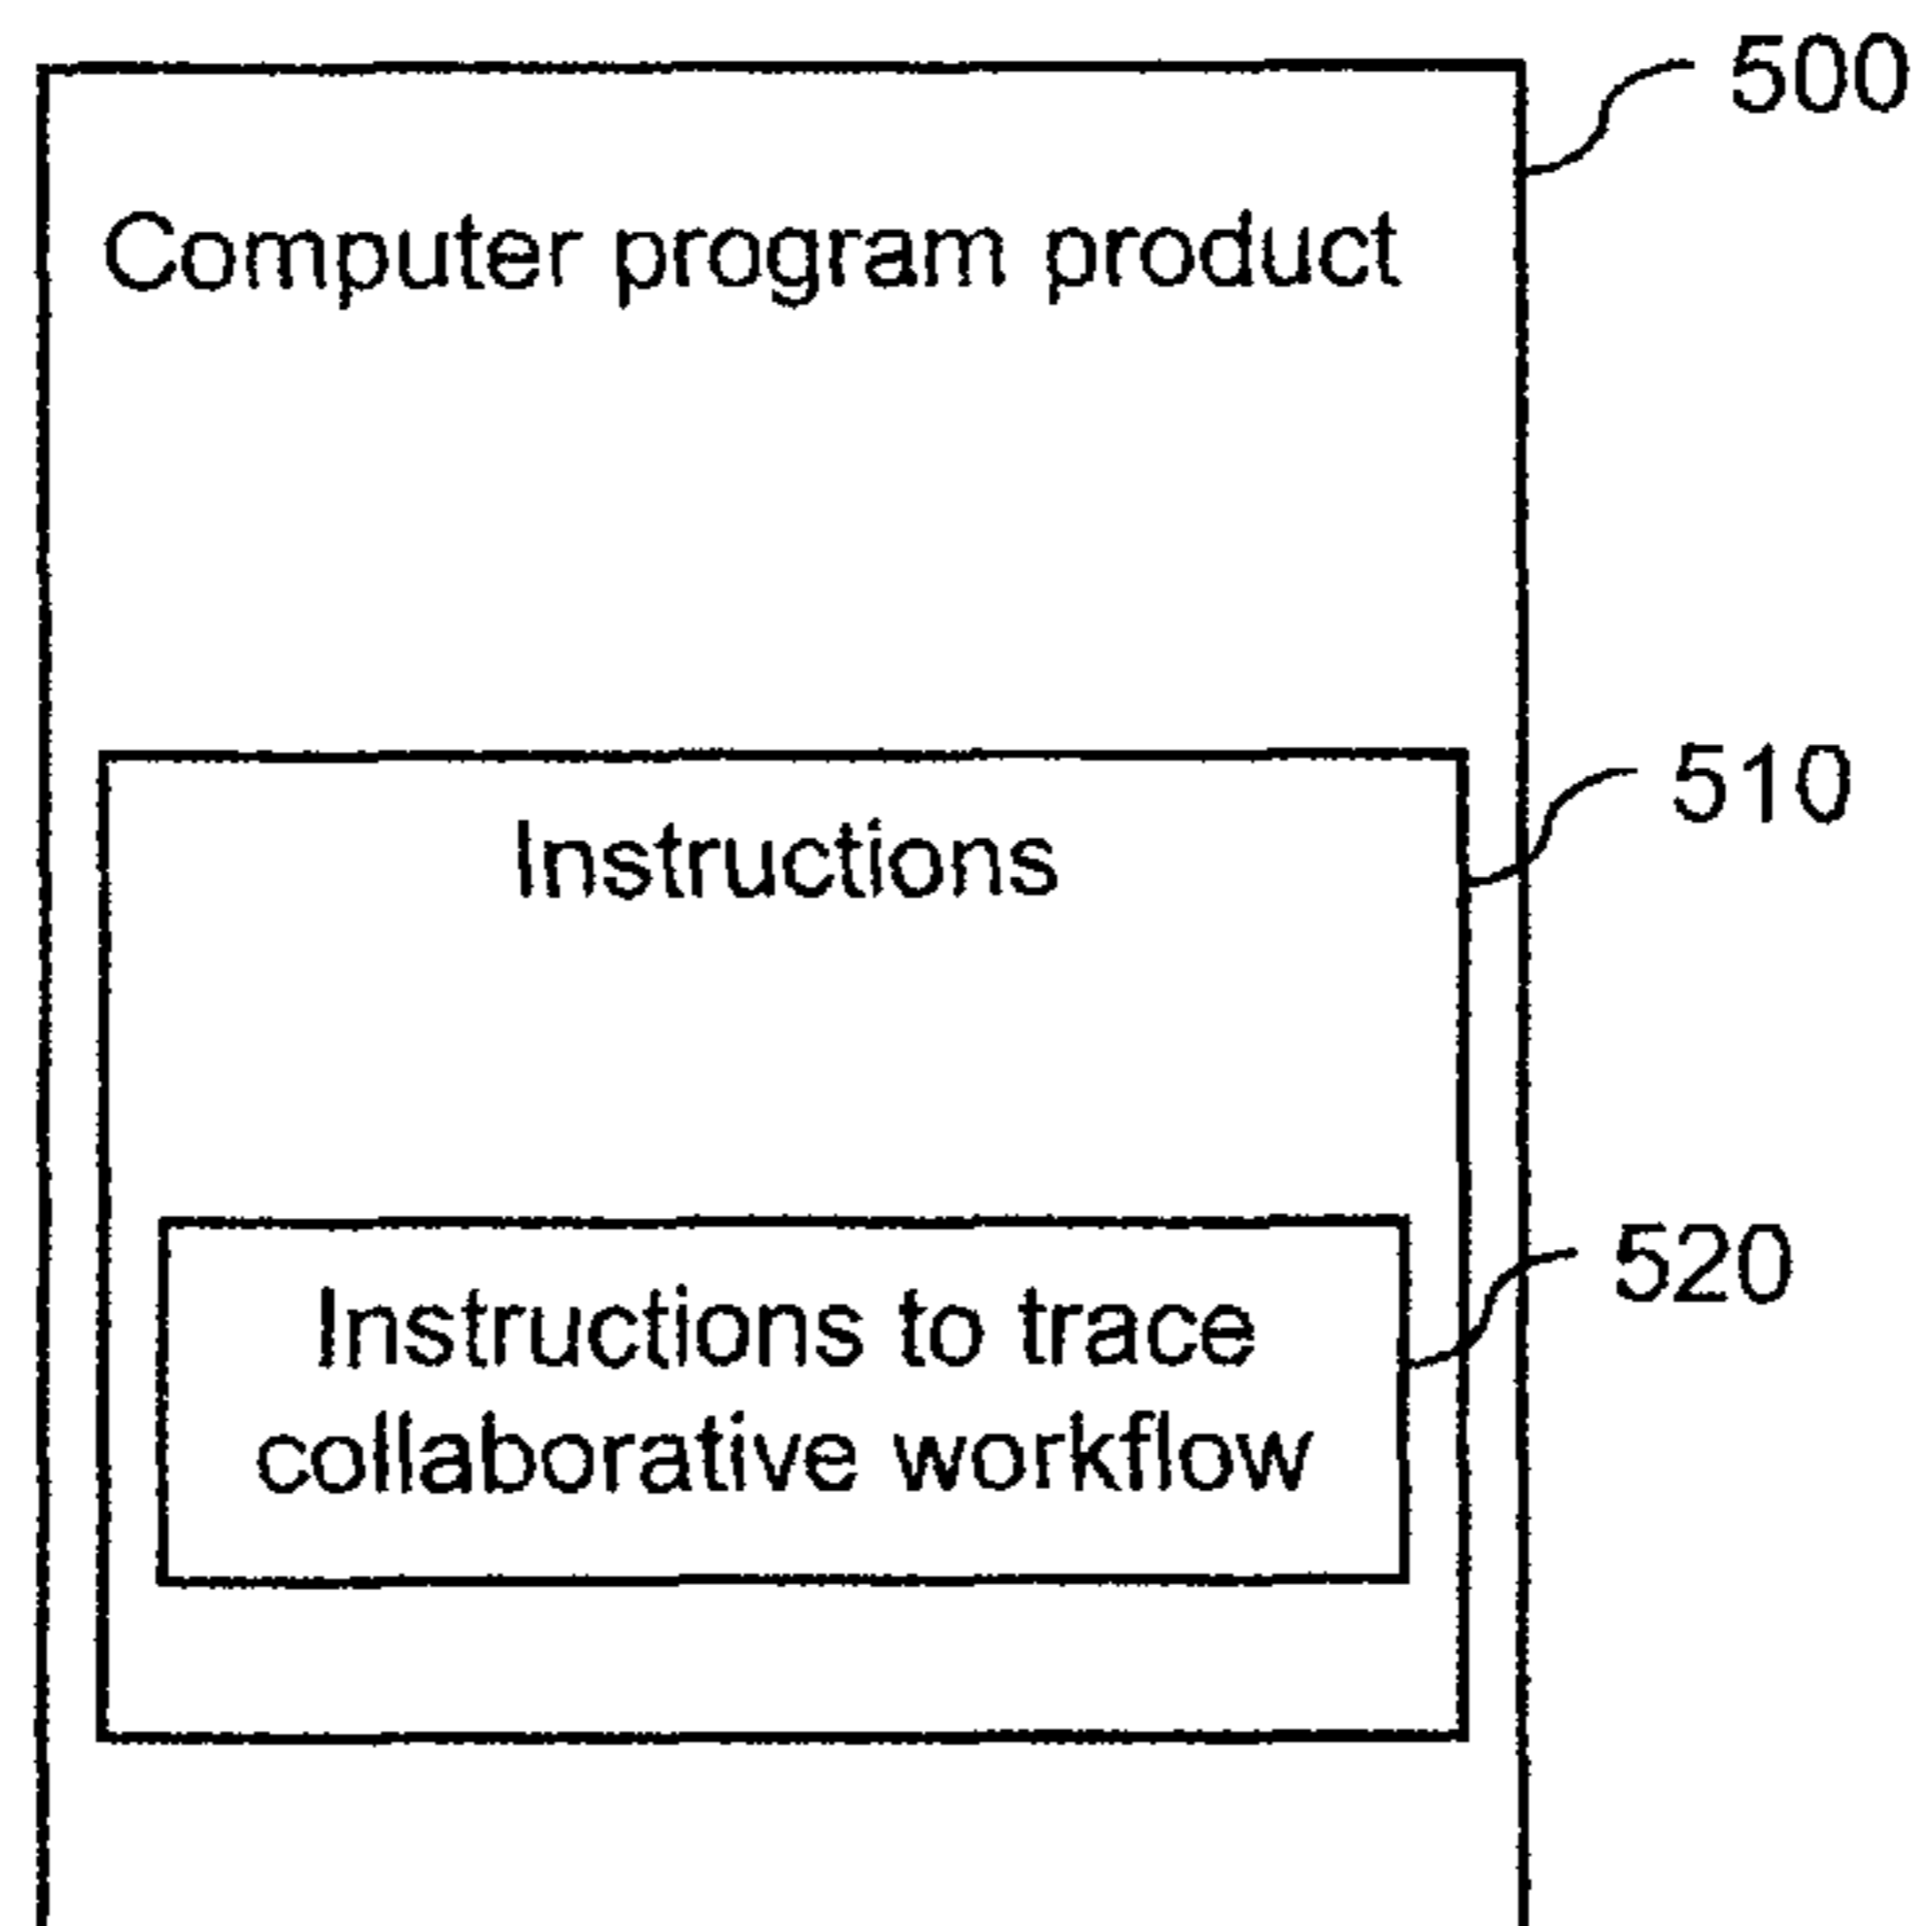 500
Computer program product
510
Instructions
520
Instructions to trace
collaborative workflow